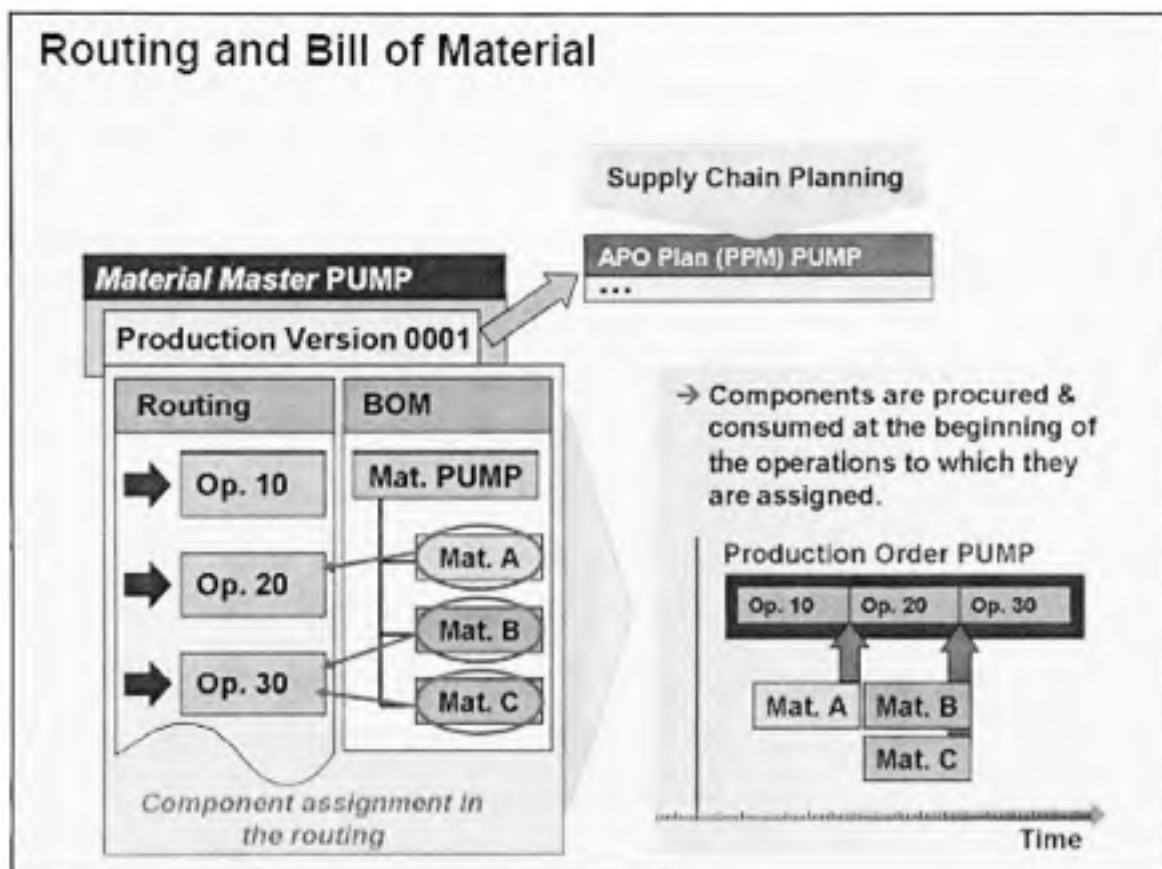 Routing and Bill of Material
Supply Chain Planning
APO Plan (PPM) PUMP
...
Material Master PUMP
Production Version 0001
Routing
BOM
Op. 10
Op. 20
Op. 30
Mat. PUMP
Mat. A
Mat. B
Mat. C
Component assignment in
the routing
→ Components are procured &
consumed at the beginning of
the operations to which they
are assigned.
Production Order PUMP
Op. 10
Op. 20
Op. 30
Mat. A
Mat. B
Mat. C
Time